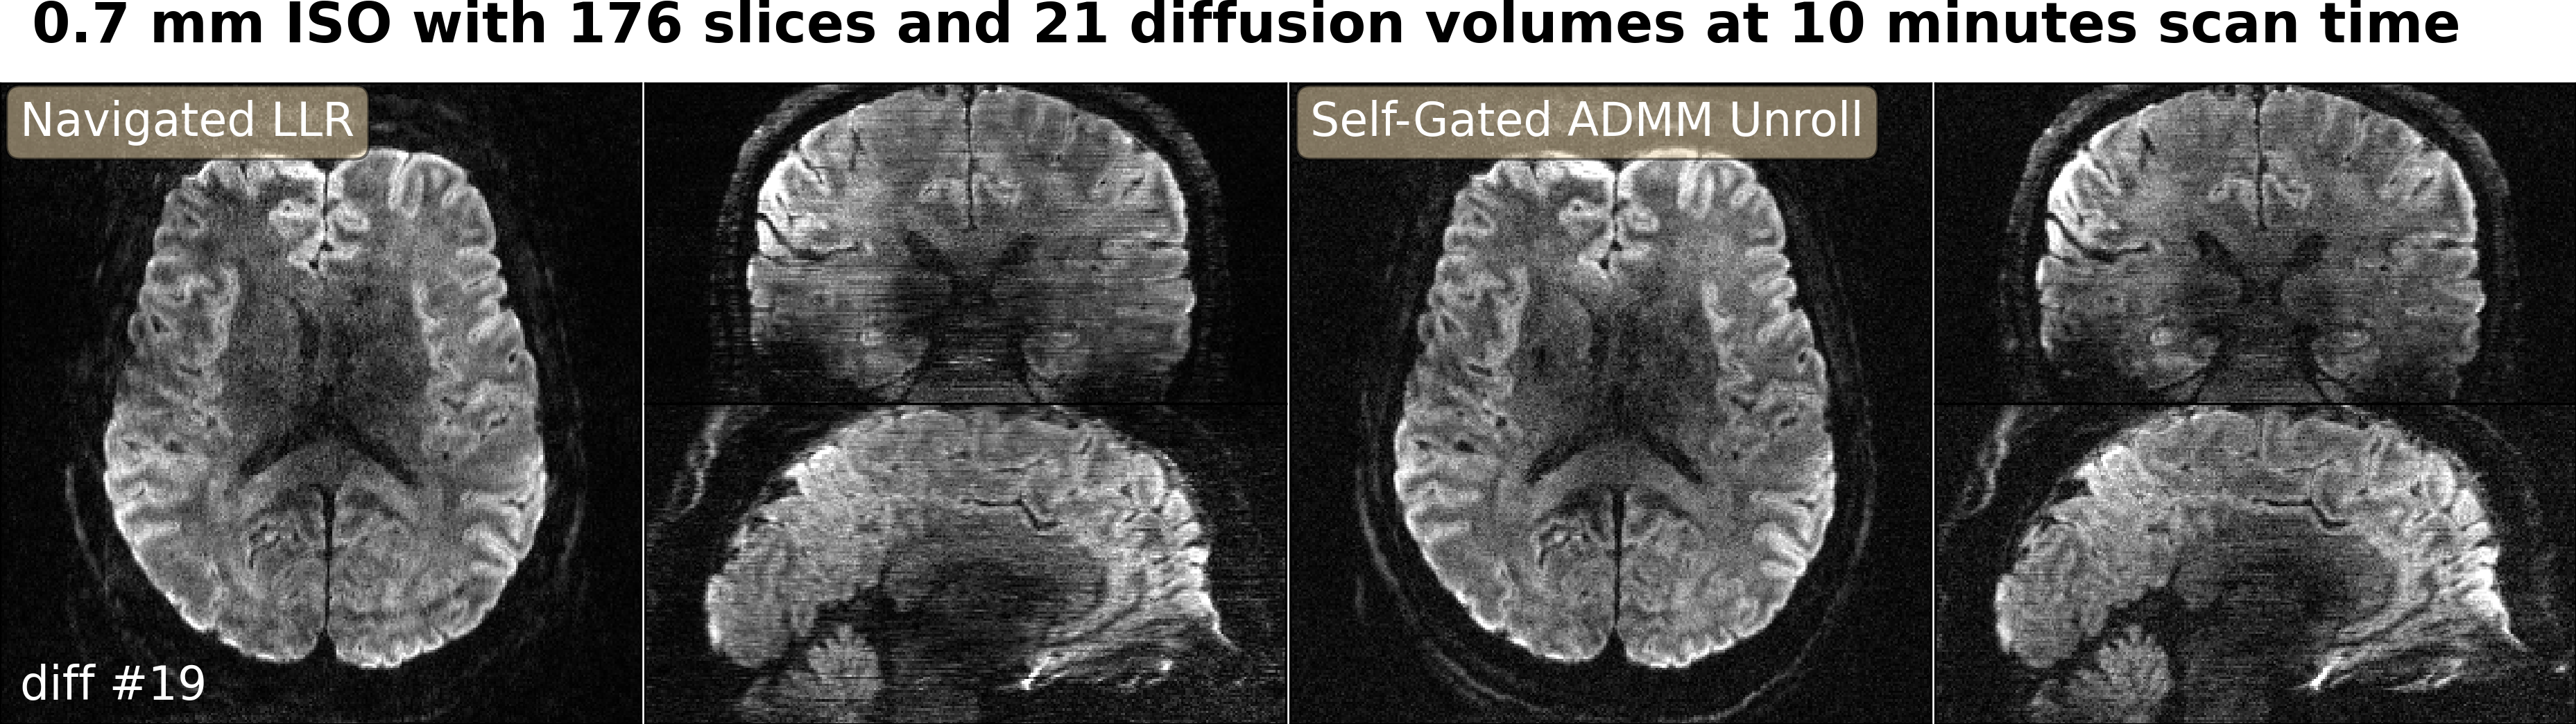 0.7 mm ISO with 176 slices and 21 diffusion volumes at 10 minutes scan time
Navigated LLR
Self-Gated ADMM Unroll
diff #19